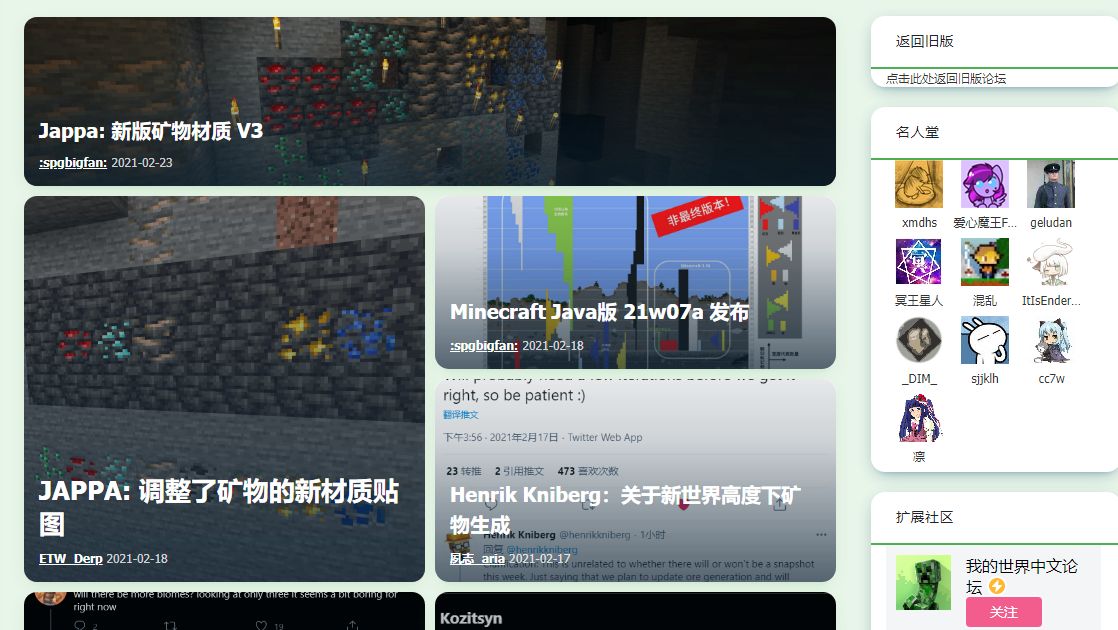 Jappa: 新版矿物材质 V3
:spgbigfan: 2021-02-23
JAPPA: 调整了矿物的新材质贴
图
ETW_Derp 2021-02-18
非最终版本!
Minecraft Java版 21w07a 发布
:spgbigfan: 2021-02-18
right, so be patient :)
翻译推文
下午3:56 · 2021年2月17日 · Twitter Web App
23 转推 2 引用推文 473 喜欢次数
Henrik Kniberg：关于新世界高度下矿
物生成
Henrik Kniberg @henrikkniberg · 1小时
回复 @henrikkniberg
夙志_aria 2021-02-17
this is unrelated to whether there will or won't be a snapshot
this week. Just saying that we plan to update ore generation and will
will there be more biomes? looking at only three it seems a bit boring for
right now
2
19
Kozitsyn
返回旧版
点击此处返回旧版论坛
名人堂
xmdhs 爱心魔王F... geludan
冥王星人 混乱 ItIsEnder...
_DIM_ sjjklh cc7w
凛
扩展社区
我的世界中文论
坛
关注